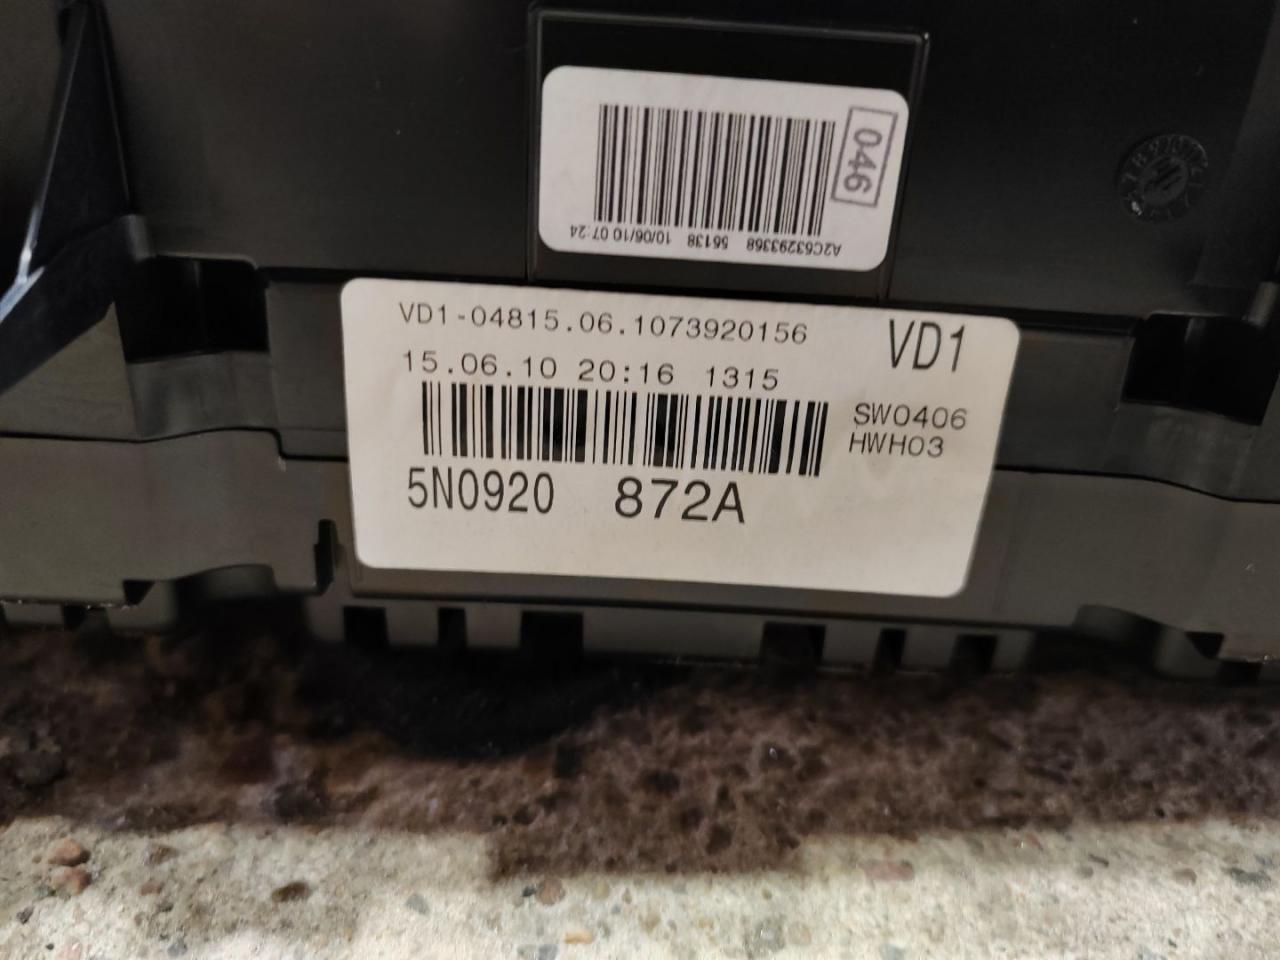 046
A2C53293368 56138 10/06/10 07:24
VD1-04815.06.1073920156
VD1
15.06.10 20:16 1315
SW0406
HWH03
5N0920 872A